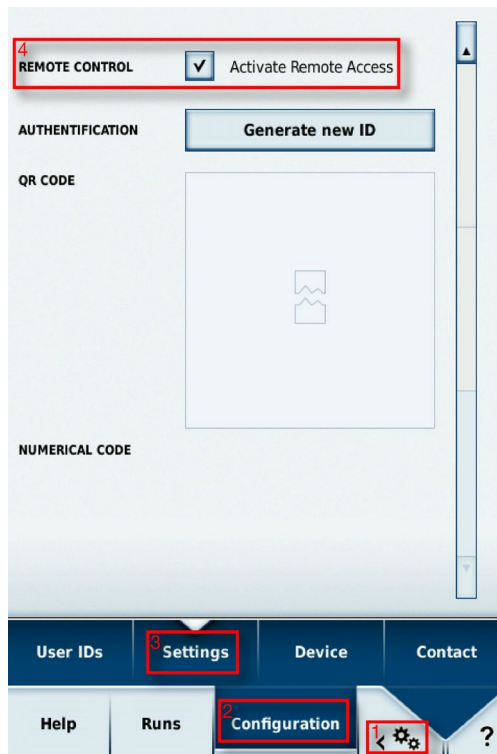 4
REMOTE CONTROL ✓ Activate Remote Access
AUTHENTIFICATION Generate new ID
QR CODE
NUMERICAL CODE
User IDs 3 Settings Device Contact
Help Runs 2 Configuration 1 < ?